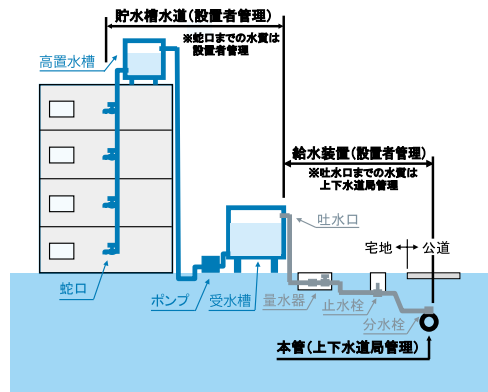 貯水槽水道(設置者管理)
※蛇口までの水質は
設置者管理
高置水槽
給水装置(設置者管理)
※吐水口までの水質は
上下水道局管理
吐水口
宅地
公道
蛇口
ポンプ
受水槽
量水器
止水栓
分水栓
本管(上下水道局管理)